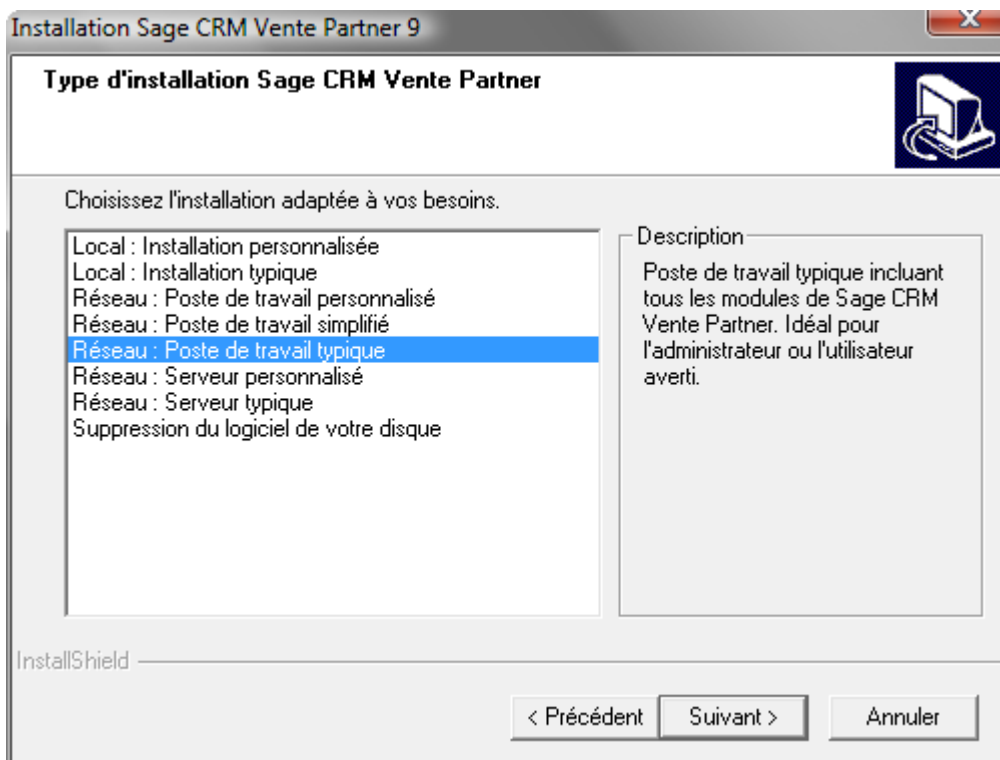 Installation Sage CRM Vente Partner 9
Type d'installation Sage CRM Vente Partner
Choisissez l'installation adaptée à vos besoins.
Local : Installation personnalisée
Local : Installation typique
Réseau : Poste de travail personnalisé
Réseau : Poste de travail simplifié
Réseau : Poste de travail typique
Réseau : Serveur personnalisé
Réseau : Serveur typique
Suppression du logiciel de votre disque
Description
Poste de travail typique incluant
tous les modules de Sage CRM
Vente Partner. Idéal pour
l'administrateur ou l'utilisateur
averti.
InstallShield
< Précédent
Suivant >
Annuler